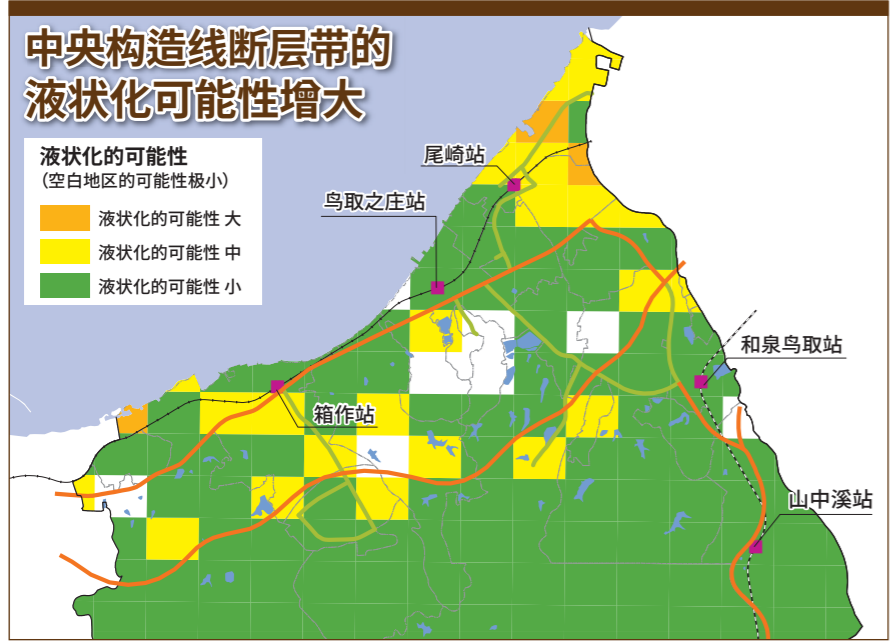 中央构造线断层带的
液状化可能性增大
液状化的可能性
（空白地区的可能性极小）
液状化的可能性 大
液状化的可能性 中
液状化的可能性 小
尾崎站
鸟取之庄站
和泉鸟取站
箱作站
山中溪站